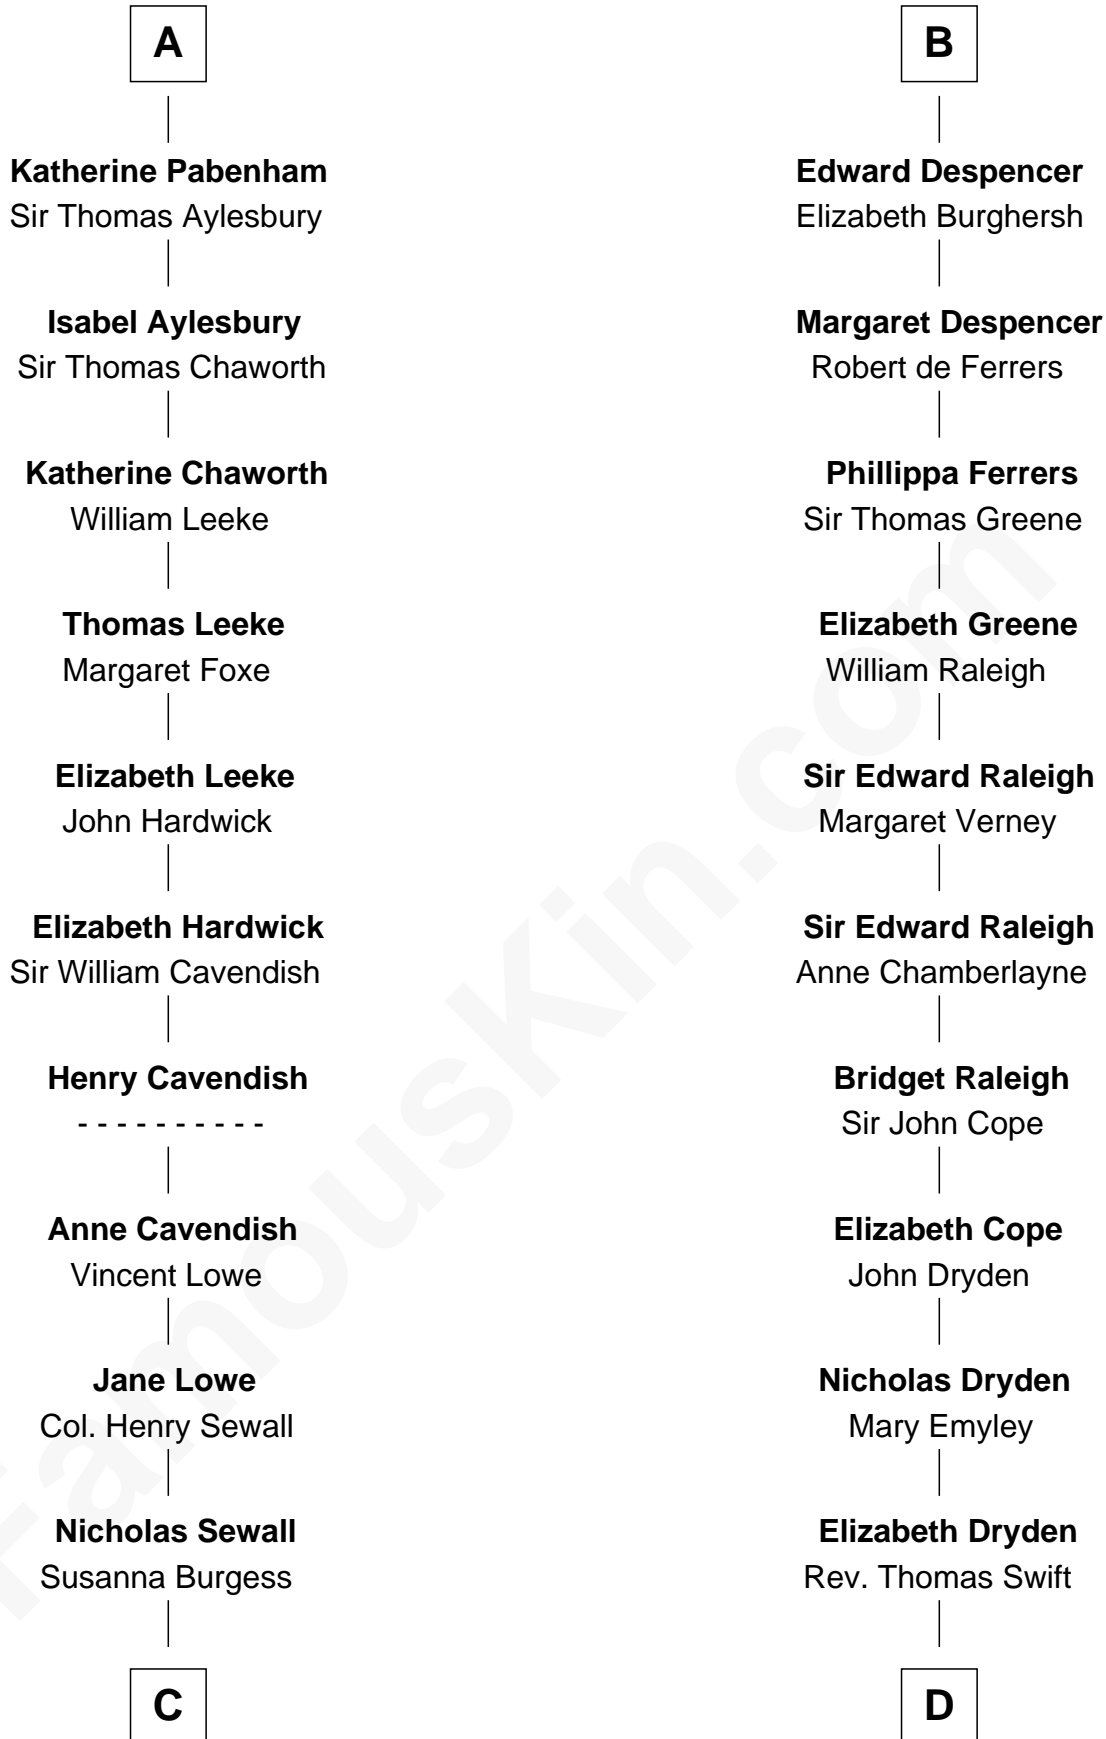 A
Katherine Pabenham
Sir Thomas Aylesbury
Isabel Aylesbury
Sir Thomas Chaworth
Katherine Chaworth
William Leeke
Thomas Leeke
Margaret Foxe
Elizabeth Leeke
John Hardwick
Elizabeth Hardwick
Sir William Cavendish
Henry Cavendish
- - - - - - - - - -
Anne Cavendish
Vincent Lowe
Jane Lowe
Col. Henry Sewall
Nicholas Sewall
Susanna Burgess
C
B
Edward Despencer
Elizabeth Burghersh
Margaret Despencer
Robert de Ferrers
Phillippa Ferrers
Sir Thomas Greene
Elizabeth Greene
William Raleigh
Sir Edward Raleigh
Margaret Verney
Sir Edward Raleigh
Anne Chamberlayne
Bridget Raleigh
Sir John Cope
Elizabeth Cope
John Dryden
Nicholas Dryden
Mary Emyley
Elizabeth Dryden
Rev. Thomas Swift
D
FamousKin.com